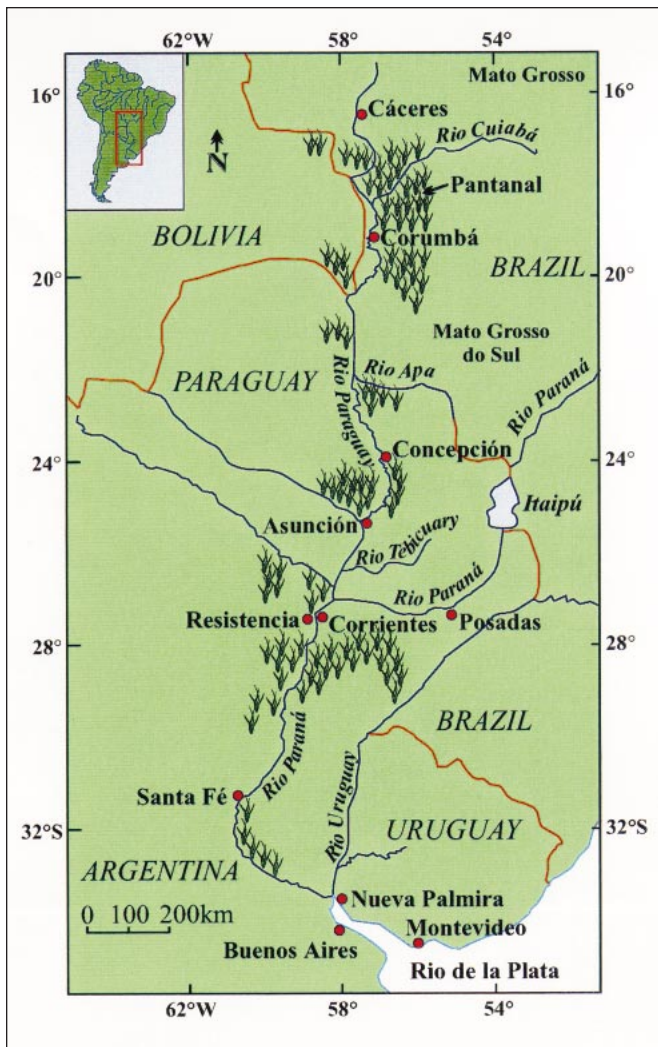 62°W
58°
54°
Mato Grosso
16°
16°
Cáceres
Rio Cuiabá
N
Pantanal
BOLIVIA
Corumbá
BRAZIL
20°
20°
Mato Grosso
do Sul
PARAGUAY
Rio Apa
Rio Paraná
Rio Paraguay
Concepción
24°
24°
Itaipú
Asunción
Rio Tebicuary
Rio Paraná
Resistencia
Corrientes
Posadas
28°
28°
BRAZIL
Rio Paraná
Santa Fé
Rio Uruguay
32°S
32°S
URUGUAY
ARGENTINA
Nueva Palmira
0 100 200km
Montevideo
Buenos Aires
Rio de la Plata
62°W
58°
54°